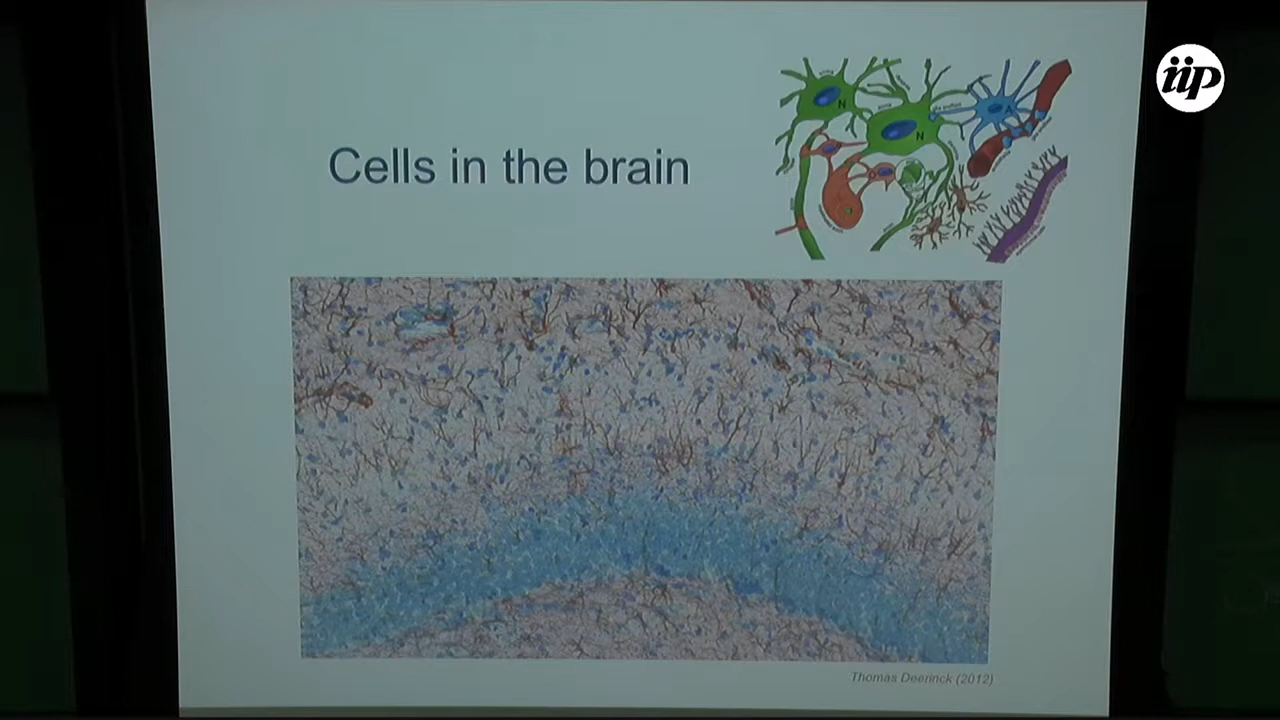 iip
Cells in the brain
N
N
A
Thomas Deerinck (2012)